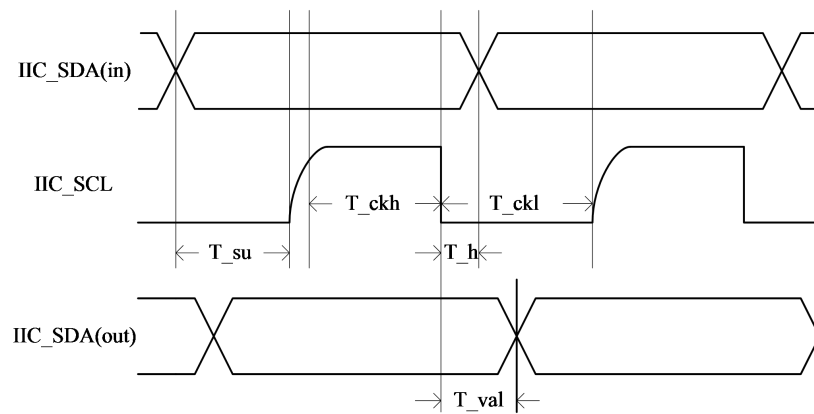 IIC_SDA(in)
IIC_SCL
T_ckh
T_ckl
T_su
T_h
IIC_SDA(out)
T_val